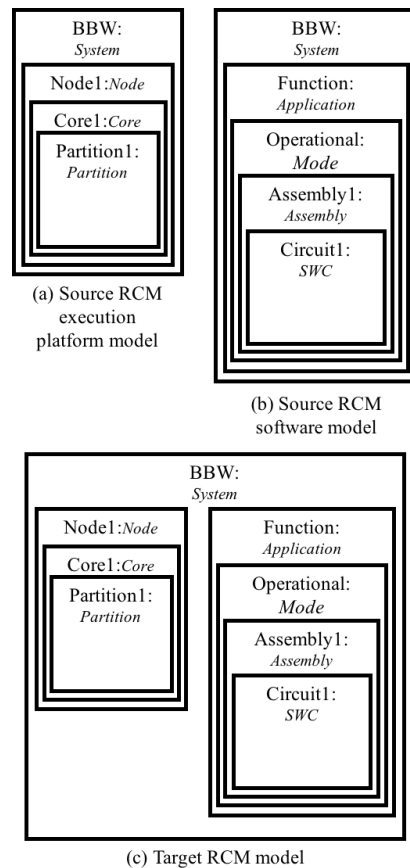 BBW:
System
Node1:Node
Core1:Core
Partition1:
Partition
(a) Source RCM
execution
platform model
BBW:
System
Function:
Application
Operational:
Mode
Assembly1:
Assembly
Circuit1:
SWC
(b) Source RCM
software model
BBW:
System
Node1:Node
Core1:Core
Partition1:
Partition
Function:
Application
Operational:
Mode
Assembly1:
Assembly
Circuit1:
SWC
(c) Target RCM model